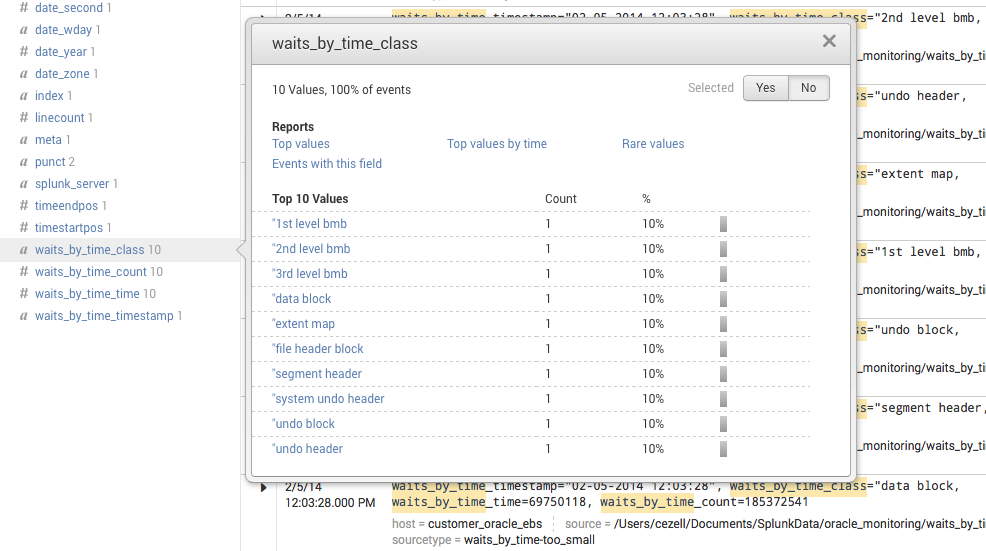 a date_second 1
a date_wday 1
# date_year 1
a date_zone 1
a index 1
# linecount 1
a meta 1
a punct 2
a splunk_server 1
# timeendpos 1
# timestartpos 1
a waits_by_time_class 10
# waits_by_time_count 10
# waits_by_time_time 10
a waits_by_time_timestamp 1
2/5/14 waits_by_time_timestamp="02-05-2014 12:03:28", waits_by_time_class="2nd level bmb,
_monitoring/waits_by_ti
ss="undo header,
_monitoring/waits_by_ti
ss="extent map,
_monitoring/waits_by_ti
ss="1st level bmb,
_monitoring/waits_by_ti
ss="undo block,
_monitoring/waits_by_ti
ss="segment header,
_monitoring/waits_by_ti
waits_by_time_class
10 Values, 100% of events Selected Yes No
Reports
Top values Top values by time Rare values
Events with this field
Top 10 Values Count %
"1st level bmb 1 10%
"2nd level bmb 1 10%
"3rd level bmb 1 10%
"data block 1 10%
"extent map 1 10%
"file header block 1 10%
"segment header 1 10%
"system undo header 1 10%
"undo block 1 10%
"undo header 1 10%
2/5/14 waits_by_time_timestamp="02-05-2014 12:03:28", waits_by_time_class="data block,
12:03:28.000 PM waits_by_time_time=69750118, waits_by_time_count=185372541
host = customer_oracle_ebs source = /Users/cezell/Documents/SplunkData/oracle_monitoring/waits_by_ti
sourcetype = waits_by_time-too_small